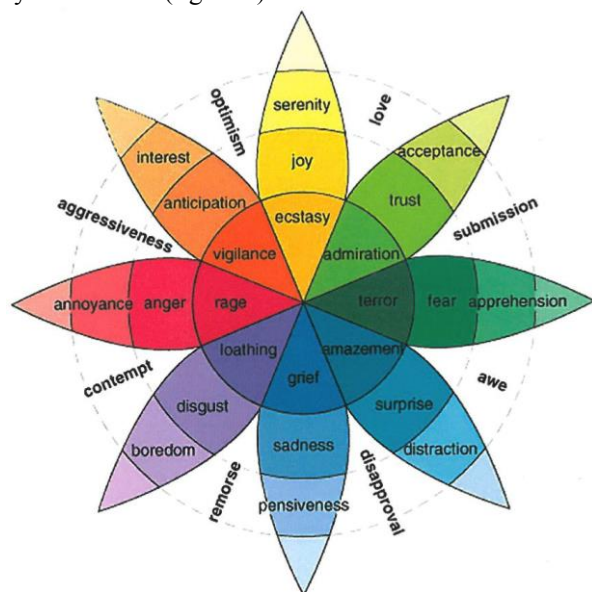 serenity
optimism
love
interest
joy
acceptance
anticipation
ecstasy
trust
aggressiveness
vigilance
admiration
submission
annoyance
anger
rage
terror
fear
apprehension
loathing
amazement
grief
contempt
awe
disgust
surprise
boredom
sadness
distraction
remorse
disapproval
pensiveness